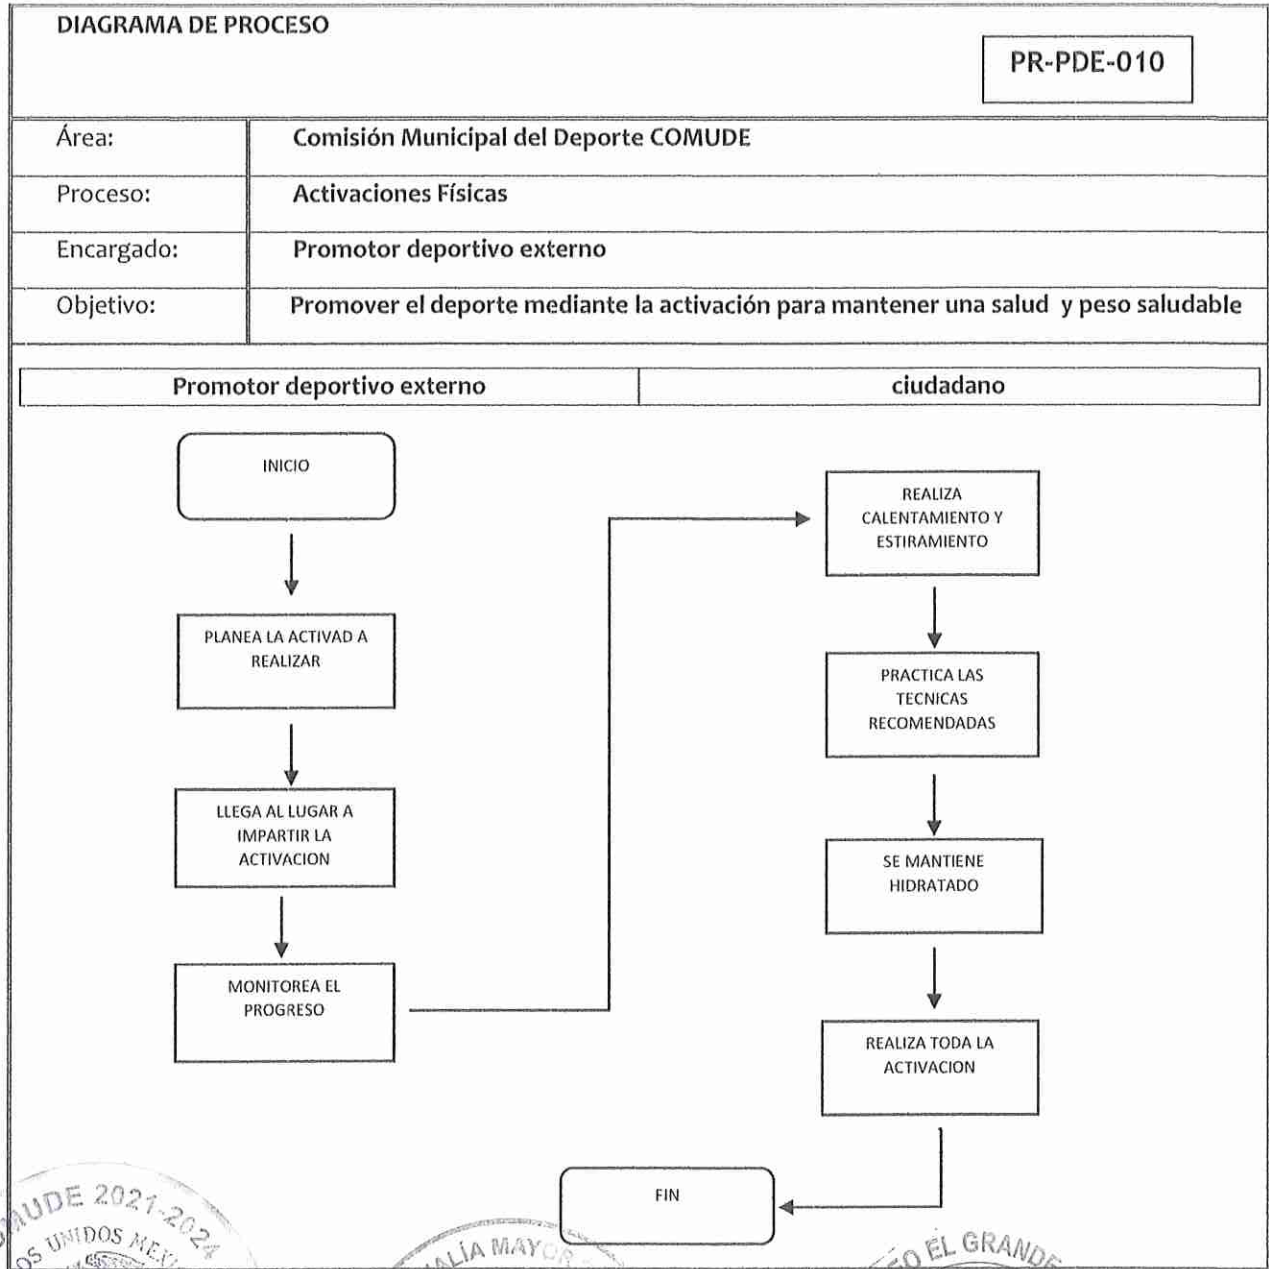 DIAGRAMA DE PROCESO
PR-PDE-010
Área: Comisión Municipal del Deporte COMUDE
Proceso: Activaciones Físicas
Encargado: Promotor deportivo externo
Objetivo: Promover el deporte mediante la activación para mantener una salud y peso saludable
Promotor deportivo externo
ciudadano
INICIO
PLANEA LA ACTIVAD A
REALIZAR
LLEGA AL LUGAR A
IMPARTIR LA
ACTIVACION
MONITOREA EL
PROGRESO
REALIZA
CALENTAMIENTO Y
ESTIRAMIENTO
PRACTICA LAS
TECNICAS
RECOMENDADAS
SE MANTIENE
HIDRATADO
REALIZA TODA LA
ACTIVACION
FIN
2021-2024
UNIDOS
MAYOR
EL GRANDE